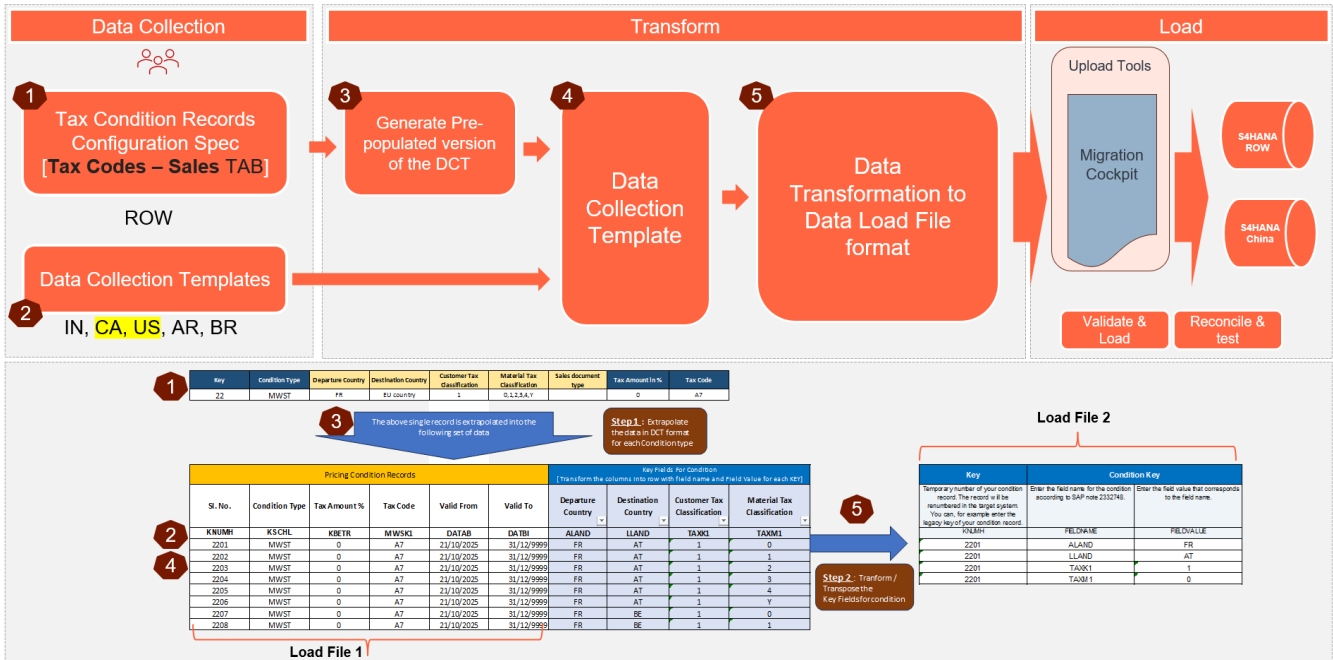 Data Collection
Transform
Load
1
Tax Condition Records
Configuration Spec
[Tax Codes – Sales TAB]
ROW
Data Collection Templates
2
IN, CA, US, AR, BR
3
Generate Pre-
populated version
of the DCT
4
Data
Collection
Template
5
Data
Transformation to
Data Load File
format
Upload Tools
Migration
Cockpit
S4HANA
ROW
S4HANA
China
Validate &
Load
Reconcile &
test
1
Key Condition Type Departure Country Destination Country Customer Tax Classification Material Tax Classification Sales document type Tax Amount in % Tax Code
22 MWST FR EU country 1 0,1,2,3,4,Y 0 A7
3
The above single record is extrapolated into the
following set of data
Step 1 : Extrapolate
the data in DCT format
for each Condition type
Pricing Condition Records
Key Fields For Condition
[Transform the columns into row with field name and Field Value for each KEY]
Sl. No. Condition Type Tax Amount % Tax Code Valid From Valid To Departure Country Destination Country Customer Tax Classification Material Tax Classification
2
KNUMH KSCHL KBETR MWSK1 DATAB DATBI ALAND LLAND TAXK1 TAXM1
2201 MWST 0 A7 21/10/2025 31/12/9999 FR AT 1 0
4
2202 MWST 0 A7 21/10/2025 31/12/9999 FR AT 1 1
2203 MWST 0 A7 21/10/2025 31/12/9999 FR AT 1 2
2204 MWST 0 A7 21/10/2025 31/12/9999 FR AT 1 3
2205 MWST 0 A7 21/10/2025 31/12/9999 FR AT 1 4
2206 MWST 0 A7 21/10/2025 31/12/9999 FR AT 1 Y
2207 MWST 0 A7 21/10/2025 31/12/9999 FR BE 1 0
2208 MWST 0 A7 21/10/2025 31/12/9999 FR BE 1 1
Load File 1
5
Step 2 : Tranform /
Transpose the
Key Fields for condition
Load File 2
Key Condition Key
Temporary number of your condition
record. The record will be
renumbered in the target system.
You can, for example enter the
legacy key of your condition record.
Enter the field name for the condition
according to SAP note 2332748.
Enter the field value that corresponds
to the field name.
KNUMH FIELDNAME FIELDVALUE
2201 ALAND FR
2201 LLAND AT
2201 TAXK1 1
2201 TAXM1 0